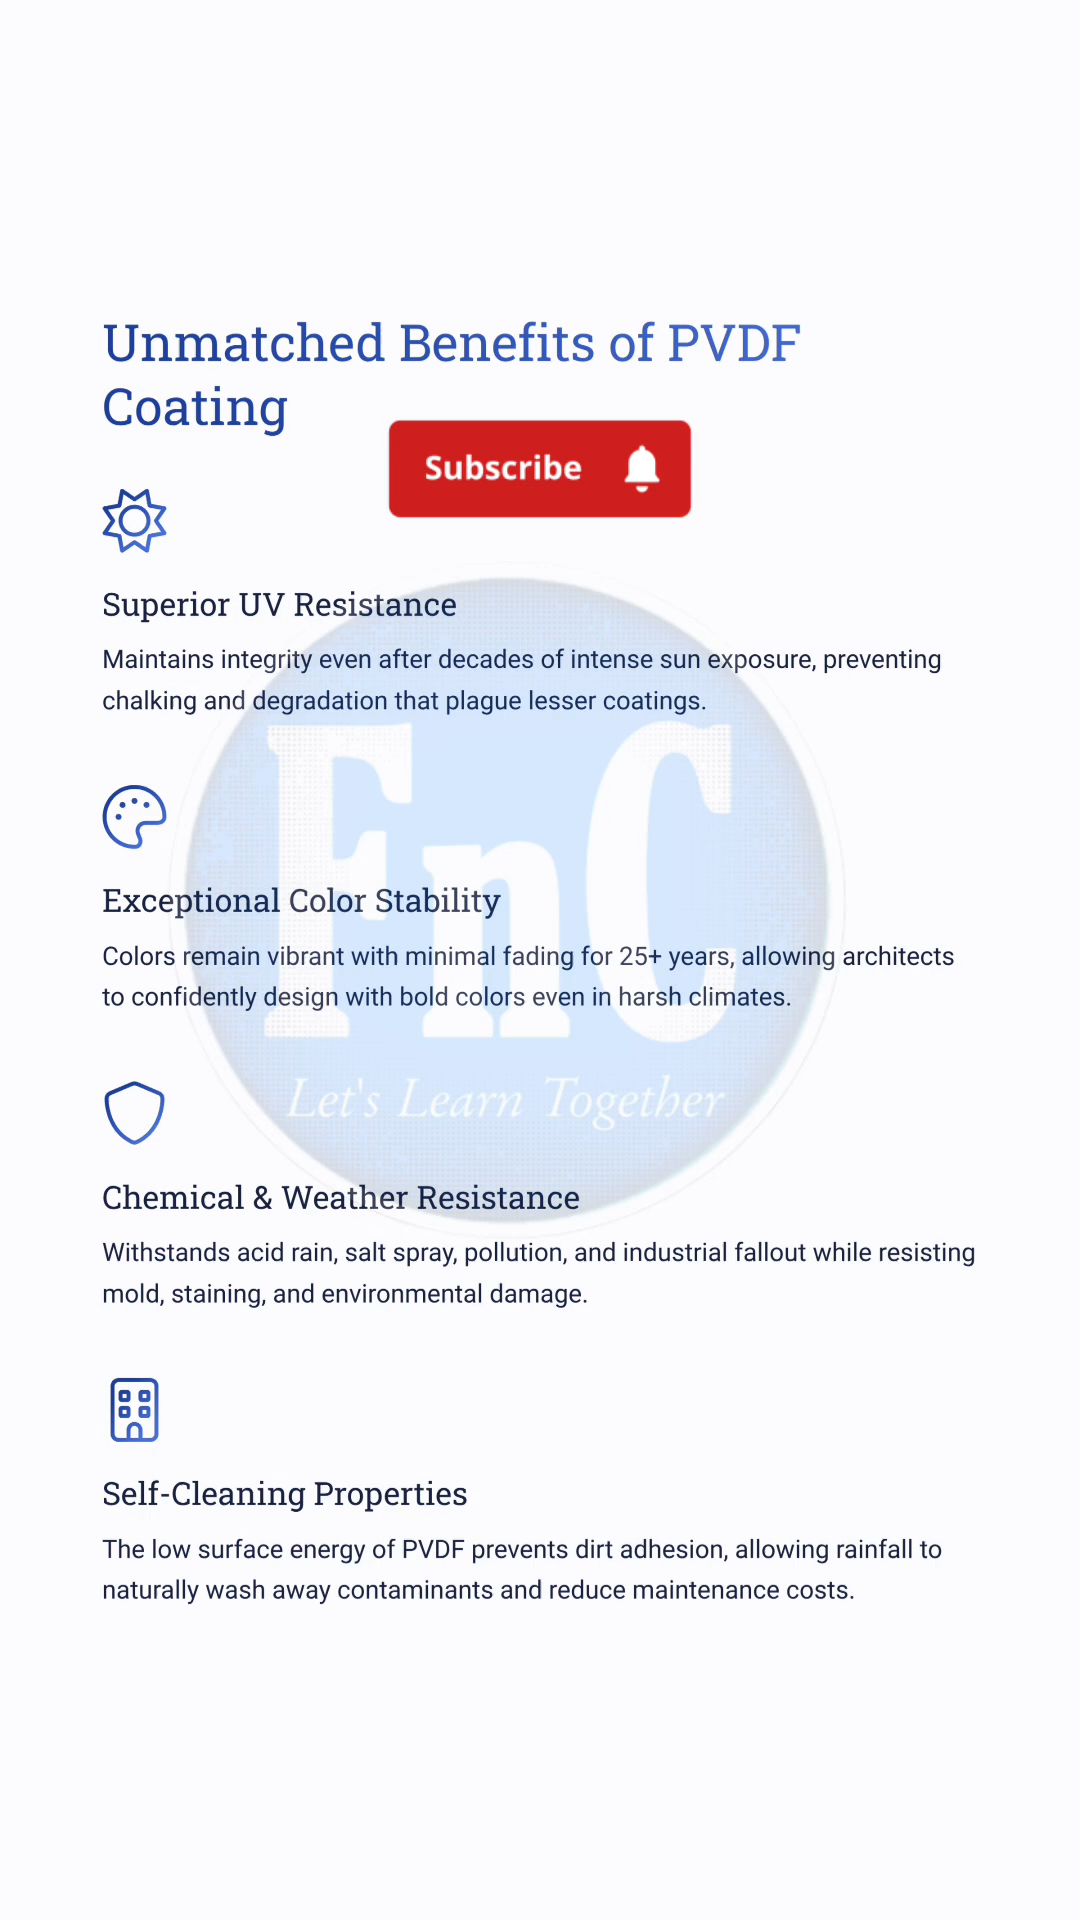 Unmatched Benefits of PVDF
Coating
Subscribe
Superior UV Resistance
Maintains integrity even after decades of intense sun exposure, preventing
chalking and degradation that plague lesser coatings.
FnC
Exceptional Color Stability
Colors remain vibrant with minimal fading for 25+ years, allowing architects
to confidently design with bold colors even in harsh climates.
Let's Learn Together
Chemical & Weather Resistance
Withstands acid rain, salt spray, pollution, and industrial fallout while resisting
mold, staining, and environmental damage.
Self-Cleaning Properties
The low surface energy of PVDF prevents dirt adhesion, allowing rainfall to
naturally wash away contaminants and reduce maintenance costs.